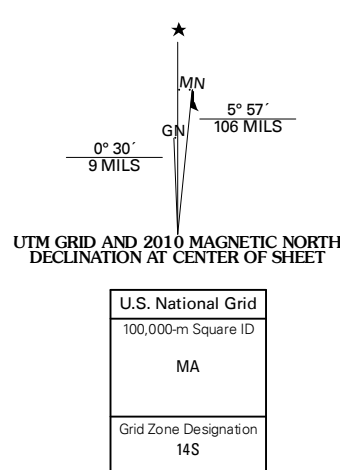 MN
5° 57´
106 MILS
GN
0° 30´
9 MILS
UTM GRID AND 2010 MAGNETIC NORTH
DECLINATION AT CENTER OF SHEET
U.S. National Grid
100,000-m Square ID
MA
Grid Zone Designation
14S